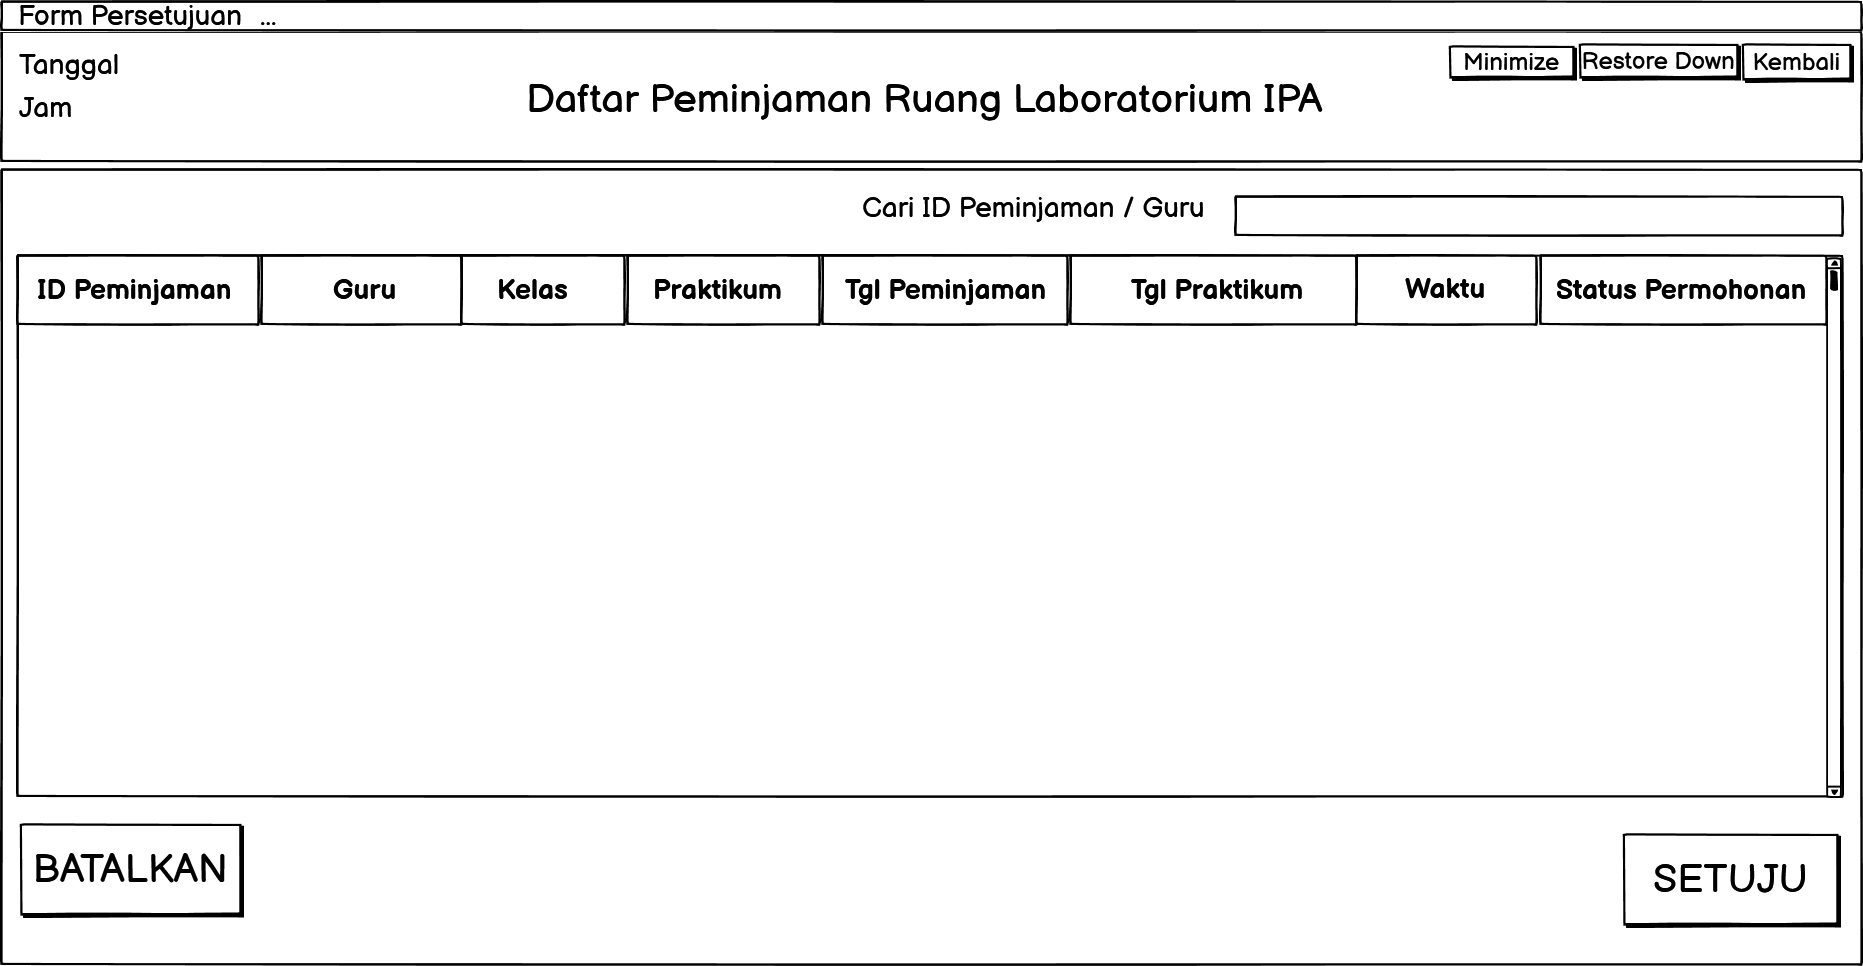 Form Persetujuan ...
Tanggal
Jam
Daftar Peminjaman Ruang Laboratorium IPA
Minimize
Restore Down
Kembali
Cari ID Peminjaman / Guru
ID Peminjaman
Guru
Kelas
Praktikum
Tgl Peminjaman
Tgl Praktikum
Waktu
Status Permohonan
BATALKAN
SETUJU